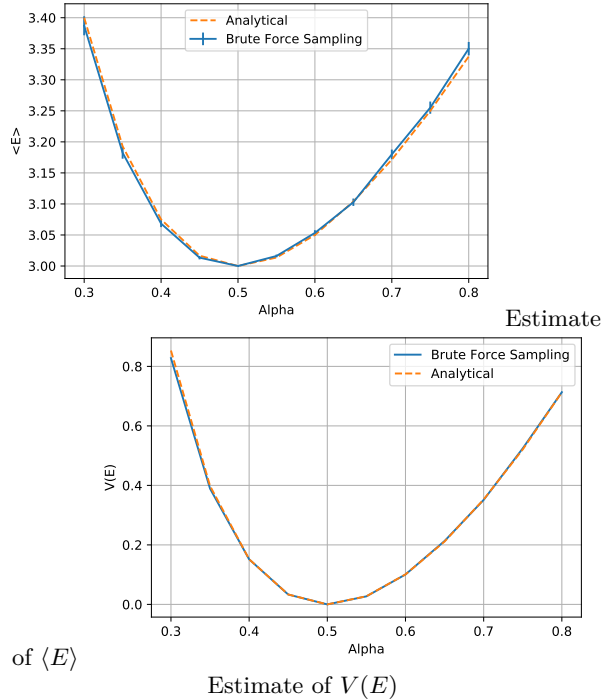 3.40
3.35
3.30
3.25
3.20
3.15
3.10
3.05
3.00
<E>
Analytical
Brute Force Sampling
0.3 0.4 0.5 0.6 0.7 0.8
Alpha
Estimate
0.8
0.6
0.4
0.2
0.0
V(E)
Brute Force Sampling
Analytical
0.3 0.4 0.5 0.6 0.7 0.8
Alpha
of ⟨E⟩
Estimate of V(E)